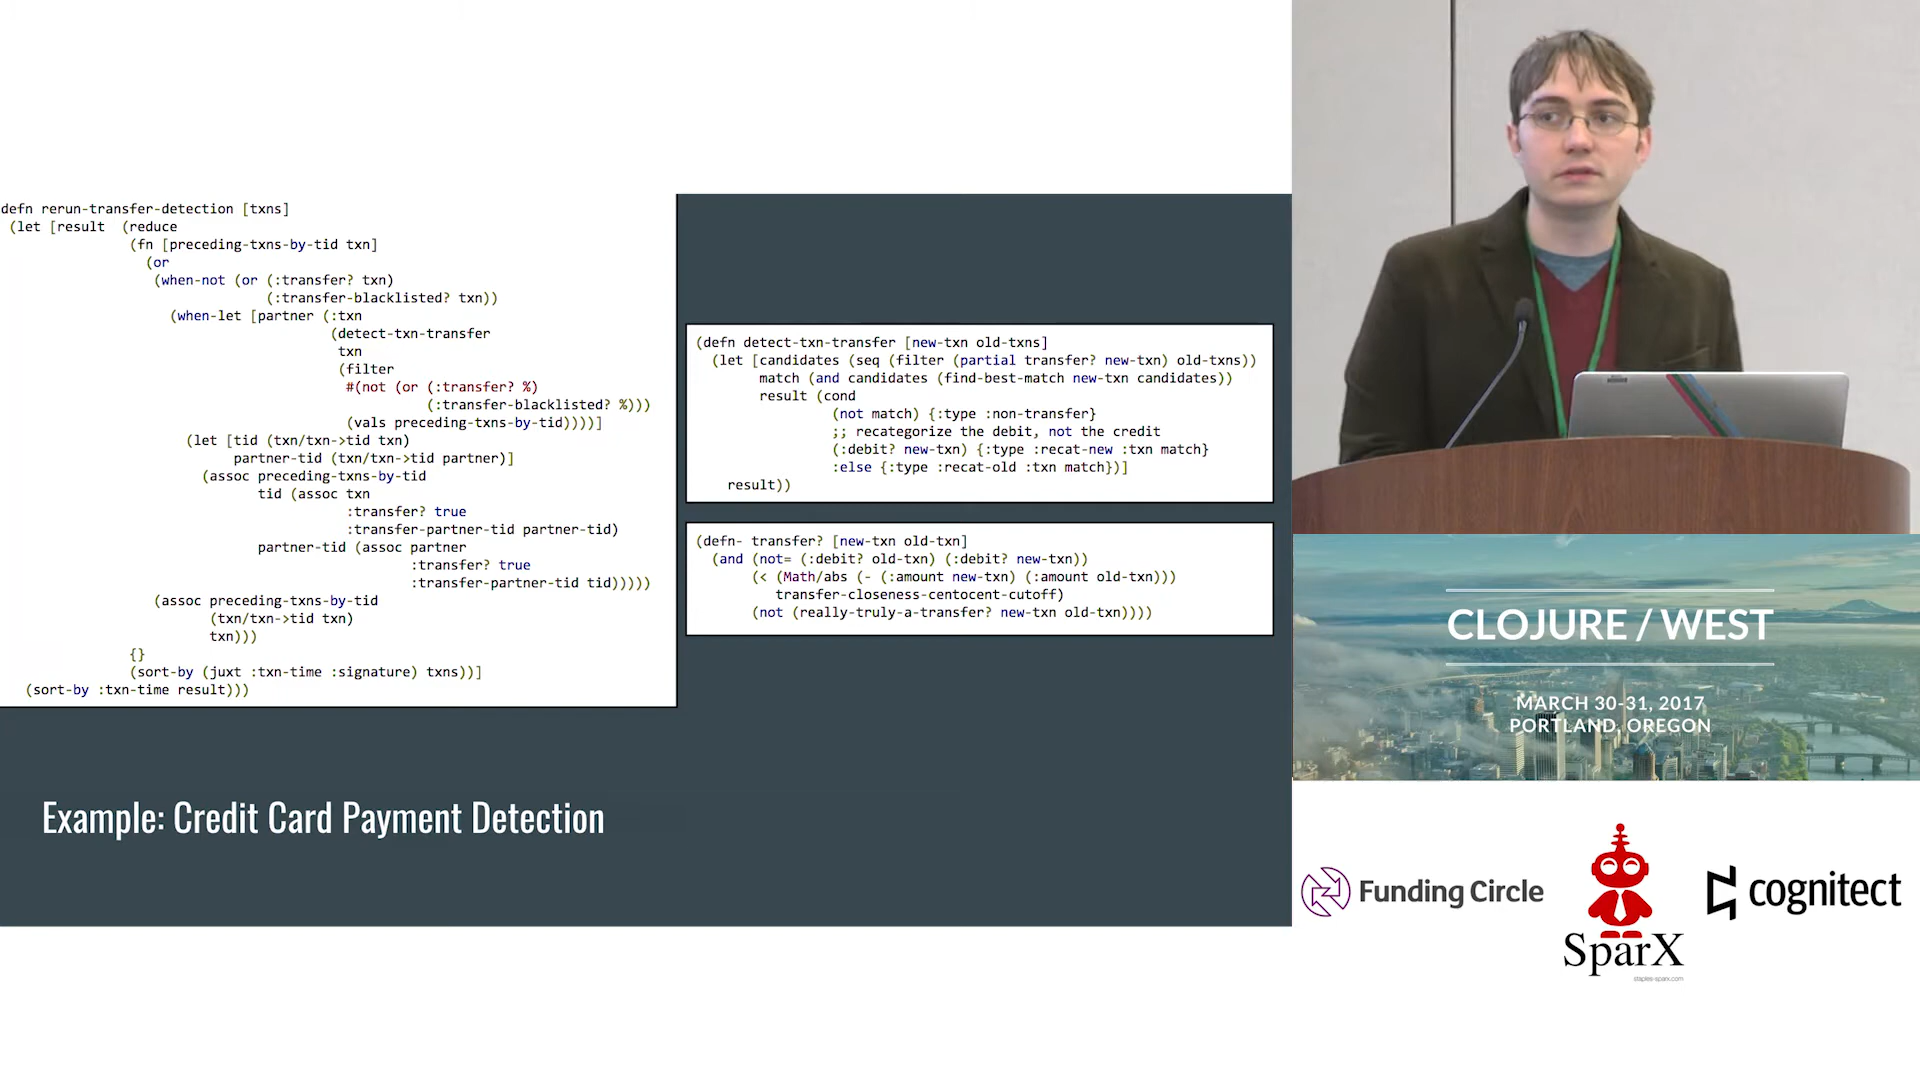 defn rerun-transfer-detection [txns]
(let [result (reduce
(fn [preceding-txns-by-tid txn]
(or
(when-not (or (:transfer? txn)
(:transfer-blacklisted? txn))
(when-let [partner (:txn
(detect-txn-transfer
txn
(filter
#(not (or (:transfer? %)
(:transfer-blacklisted? %)))
(vals preceding-txns-by-tid))))]
(let [tid (txn/txn->tid txn)
partner-tid (txn/txn->tid partner)]
(assoc preceding-txns-by-tid
tid (assoc txn
:transfer? true
:transfer-partner-tid partner-tid)
partner-tid (assoc partner
:transfer? true
:transfer-partner-tid tid)))))
(assoc preceding-txns-by-tid
(txn/txn->tid txn)
txn)))
{}
(sort-by (juxt :txn-time :signature) txns))]
(sort-by :txn-time result)))
(defn detect-txn-transfer [new-txn old-txns]
(let [candidates (seq (filter (partial transfer? new-txn) old-txns))
match (and candidates (find-best-match new-txn candidates))
result (cond
(not match) {:type :non-transfer}
;; recategorize the debit, not the credit
(:debit? new-txn) {:type :recat-new :txn match}
:else {:type :recat-old :txn match})]
result))
(defn- transfer? [new-txn old-txn]
(and (not= (:debit? old-txn) (:debit? new-txn))
(< (Math/abs (- (:amount new-txn) (:amount old-txn)))
transfer-closeness-centocent-cutoff)
(not (really-truly-a-transfer? new-txn old-txn))))
Example: Credit Card Payment Detection
CLOJURE / WEST
MARCH 30-31, 2017
PORTLAND, OREGON
Funding Circle
SparX
staples-sparx.com
cognitect